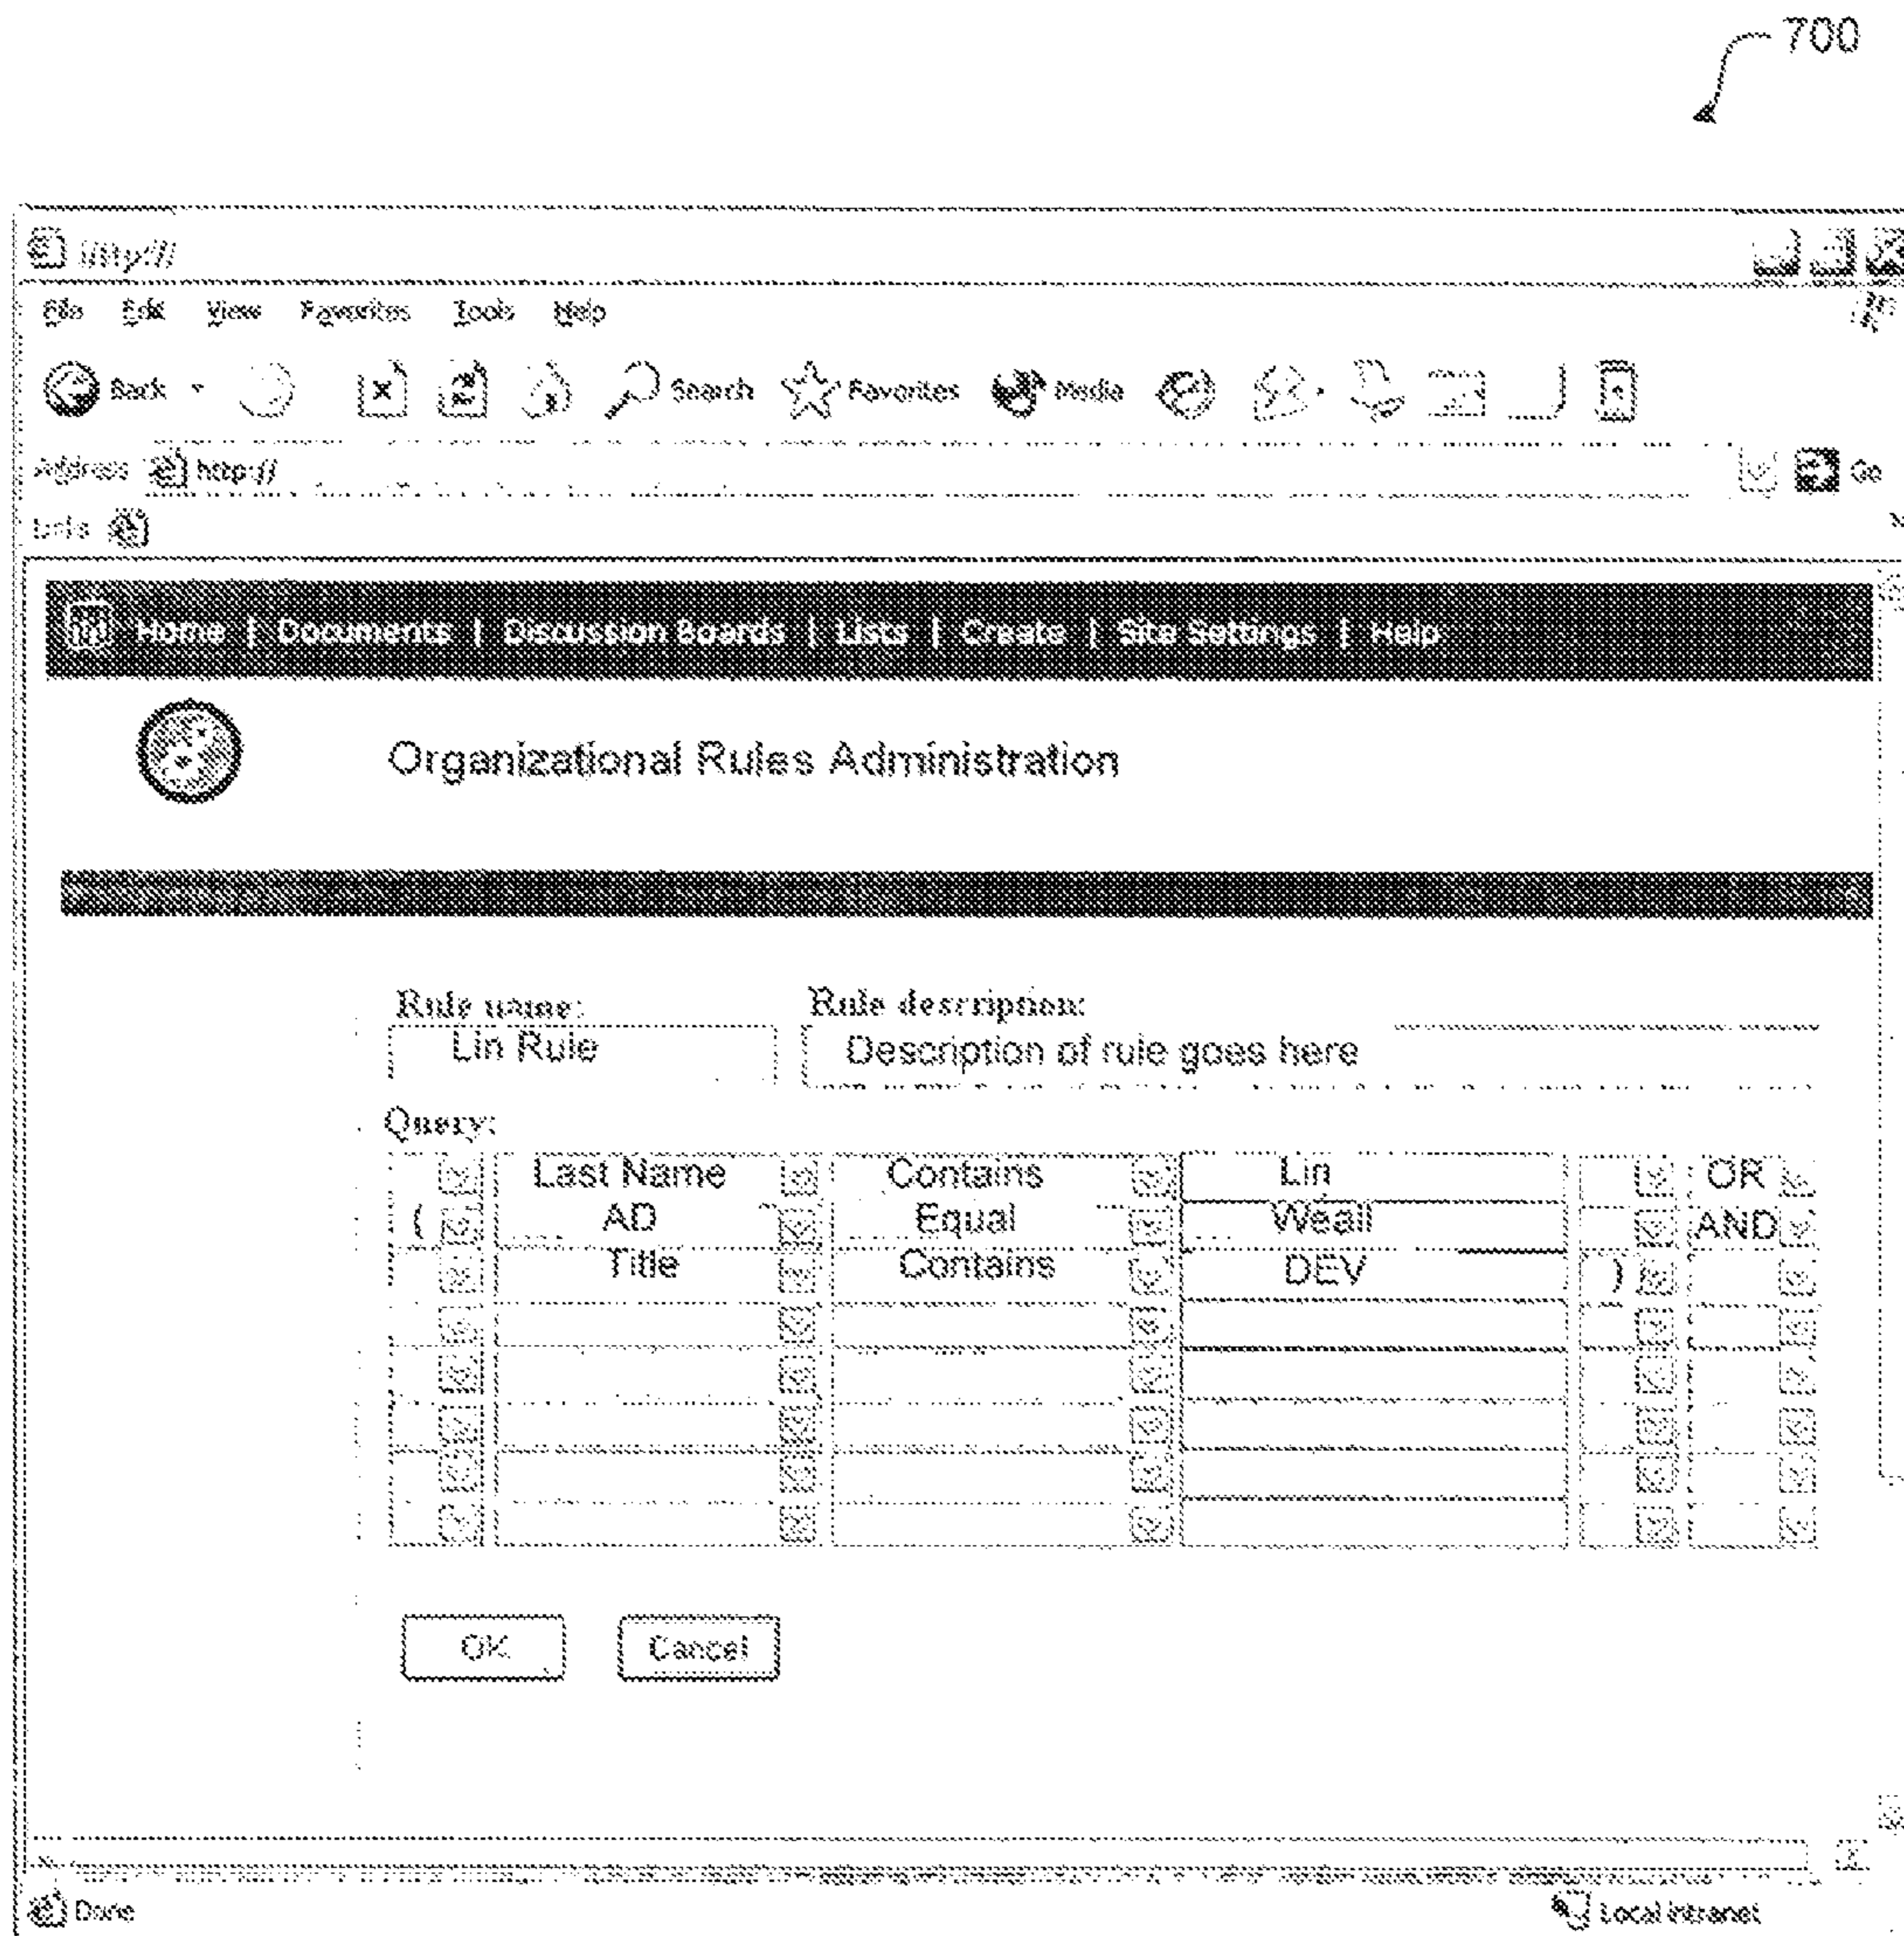 700
http://
File Edit View Favorites Tools Help
Back Search Favorites Media
Address http:// Go
Links
Home | Documents | Discussion Boards | Lists | Create | Site Settings | Help
Organizational Rules Administration
Rule name: Rule description:
Lin Rule Description of rule goes here
Query:
Last Name Contains Lin OR
( AD Equal Weall AND
Title Contains DEV )
OK Cancel
Done Local intranet